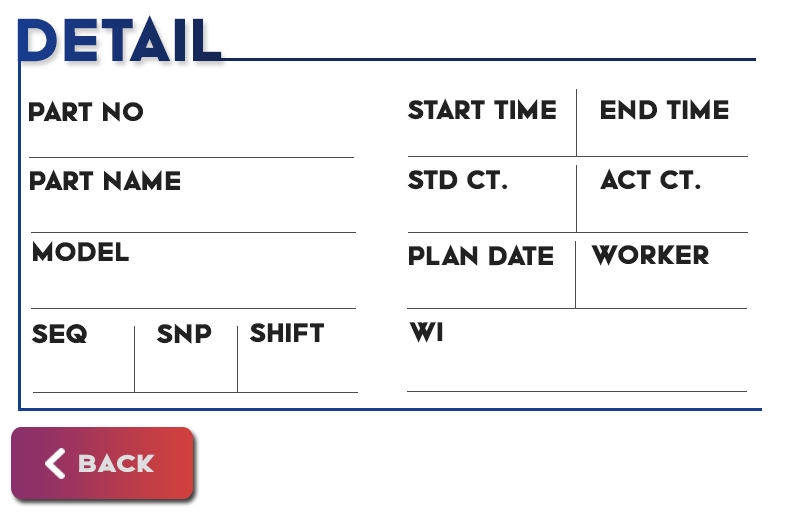 DETAIL
PART NO
START TIME
END TIME
PART NAME
STD CT.
ACT CT.
MODEL
PLAN DATE
WORKER
SEQ
SNP
SHIFT
WI
BACK